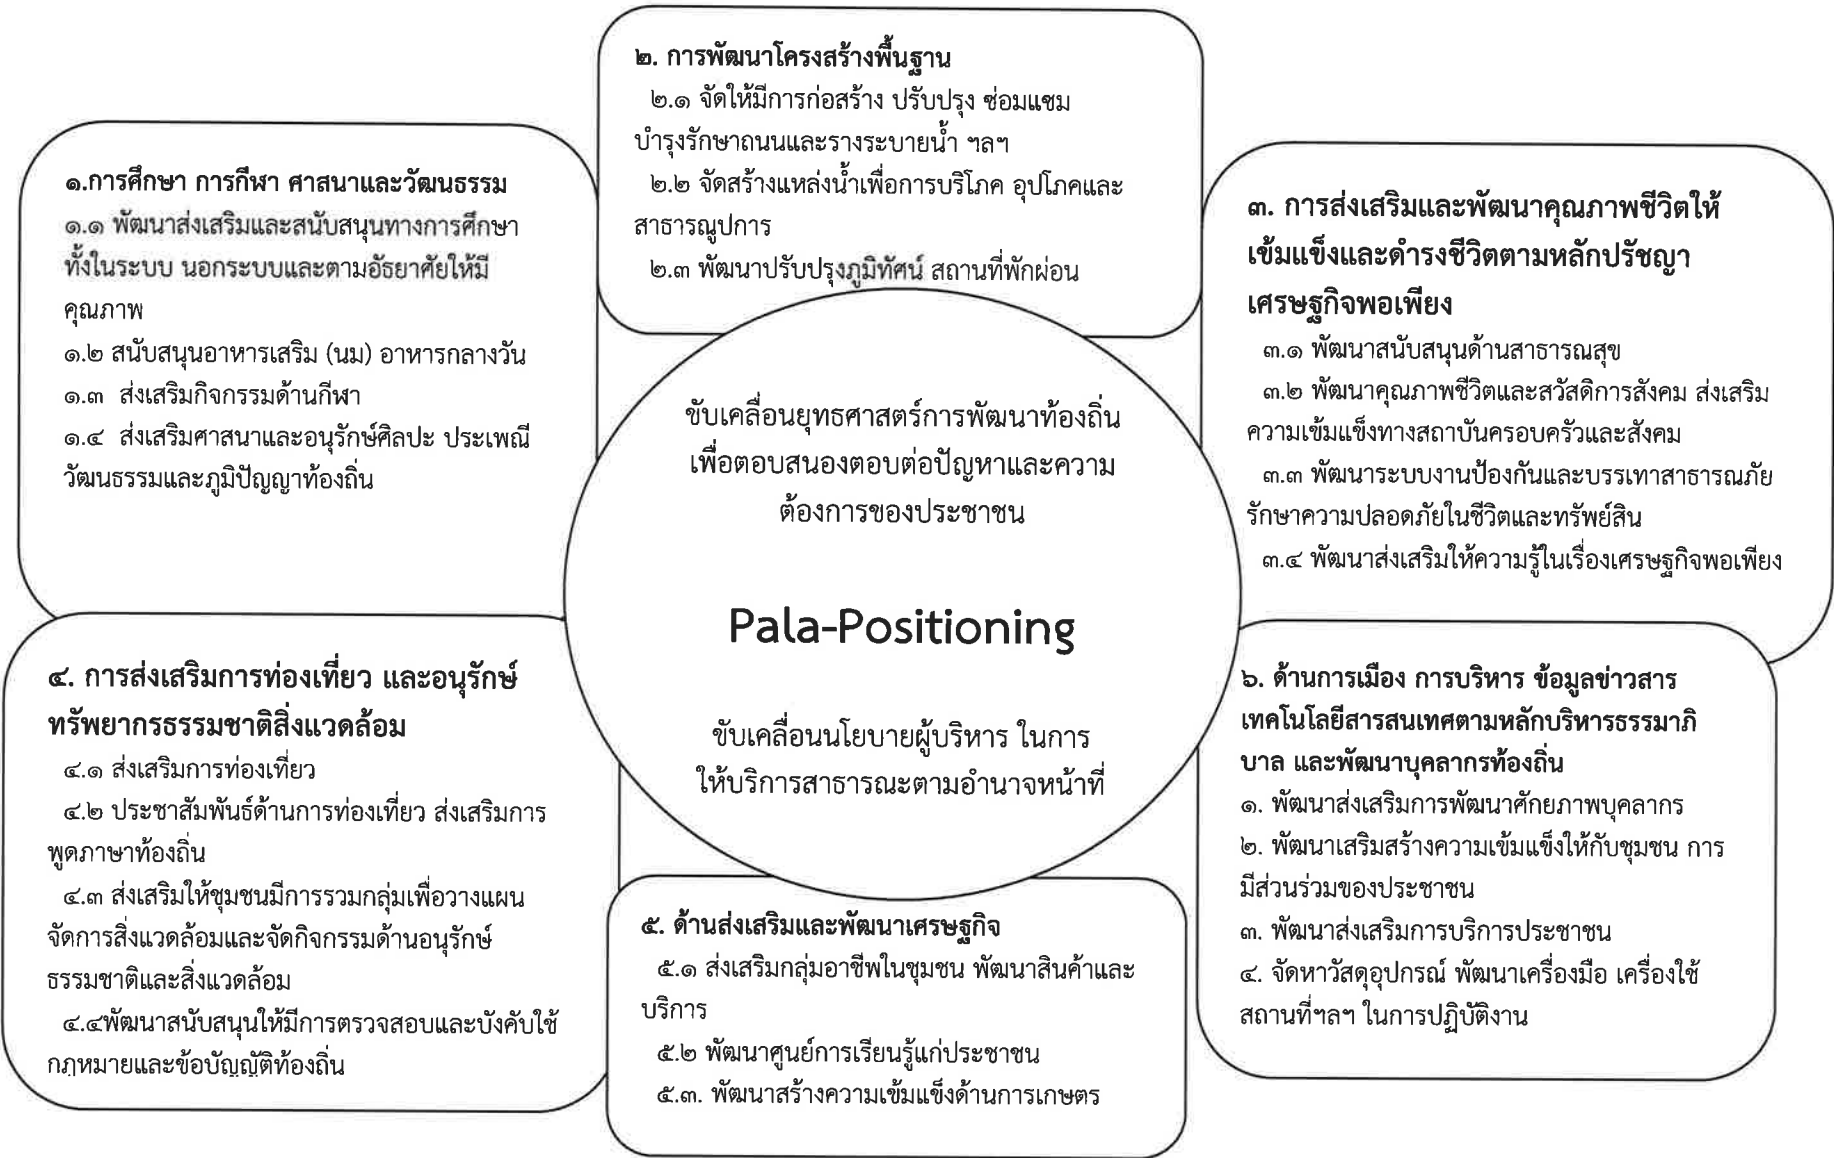 ๑.การศึกษา การกีฬา ศาสนาและวัฒนธรรม
๑.๑ พัฒนาส่งเสริมและสนับสนุนทางการศึกษา
ทั้งในระบบ นอกระบบและตามอัธยาศัยให้มี
คุณภาพ
๑.๒ สนับสนุนอาหารเสริม (นม) อาหารกลางวัน
๑.๓ ส่งเสริมกิจกรรมด้านกีฬา
๑.๔ ส่งเสริมศาสนาและอนุรักษ์ศิลปะ ประเพณี
วัฒนธรรมและภูมิปัญญาท้องถิ่น
๒. การพัฒนาโครงสร้างพื้นฐาน
๒.๑ จัดให้มีการก่อสร้าง ปรับปรุง ซ่อมแซม
บำรุงรักษาถนนและรางระบายน้ำ ฯลฯ
๒.๒ จัดสร้างแหล่งน้ำเพื่อการบริโภค อุปโภคและ
สาธารณูปการ
๒.๓ พัฒนาปรับปรุงภูมิทัศน์ สถานที่พักผ่อน
๓. การส่งเสริมและพัฒนาคุณภาพชีวิตให้
เข้มแข็งและดำรงชีวิตตามหลักปรัชญา
เศรษฐกิจพอเพียง
๓.๑ พัฒนาสนับสนุนด้านสาธารณสุข
๓.๒ พัฒนาคุณภาพชีวิตและสวัสดิการสังคม ส่งเสริม
ความเข้มแข็งทางสถาบันครอบครัวและสังคม
๓.๓ พัฒนาระบบงานป้องกันและบรรเทาสาธารณภัย
รักษาความปลอดภัยในชีวิตและทรัพย์สิน
๓.๔ พัฒนาส่งเสริมให้ความรู้ในเรื่องเศรษฐกิจพอเพียง
ขับเคลื่อนยุทธศาสตร์การพัฒนาท้องถิ่น
เพื่อตอบสนองตอบต่อปัญหาและความ
ต้องการของประชาชน
Pala-Positioning
ขับเคลื่อนนโยบายผู้บริหาร ในการ
ให้บริการสาธารณะตามอำนาจหน้าที่
๔. การส่งเสริมการท่องเที่ยว และอนุรักษ์
ทรัพยากรธรรมชาติสิ่งแวดล้อม
๔.๑ ส่งเสริมการท่องเที่ยว
๔.๒ ประชาสัมพันธ์ด้านการท่องเที่ยว ส่งเสริมการ
พูดภาษาท้องถิ่น
๔.๓ ส่งเสริมให้ชุมชนมีการรวมกลุ่มเพื่อวางแผน
จัดการสิ่งแวดล้อมและจัดกิจกรรมด้านอนุรักษ์
ธรรมชาติและสิ่งแวดล้อม
๔.๔พัฒนาสนับสนุนให้มีการตรวจสอบและบังคับใช้
กฎหมายและข้อบัญญัติท้องถิ่น
๕. ด้านส่งเสริมและพัฒนาเศรษฐกิจ
๕.๑ ส่งเสริมกลุ่มอาชีพในชุมชน พัฒนาสินค้าและ
บริการ
๕.๒ พัฒนาศูนย์การเรียนรู้แก่ประชาชน
๕.๓. พัฒนาสร้างความเข้มแข็งด้านการเกษตร
๖. ด้านการเมือง การบริหาร ข้อมูลข่าวสาร
เทคโนโลยีสารสนเทศตามหลักบริหารธรรมาภิ
บาล และพัฒนาบุคลากรท้องถิ่น
๑. พัฒนาส่งเสริมการพัฒนาศักยภาพบุคลากร
๒. พัฒนาเสริมสร้างความเข้มแข็งให้กับชุมชน การ
มีส่วนร่วมของประชาชน
๓. พัฒนาส่งเสริมการบริการประชาชน
๔. จัดหาวัสดุอุปกรณ์ พัฒนาเครื่องมือ เครื่องใช้
สถานที่ฯลฯ ในการปฏิบัติงาน